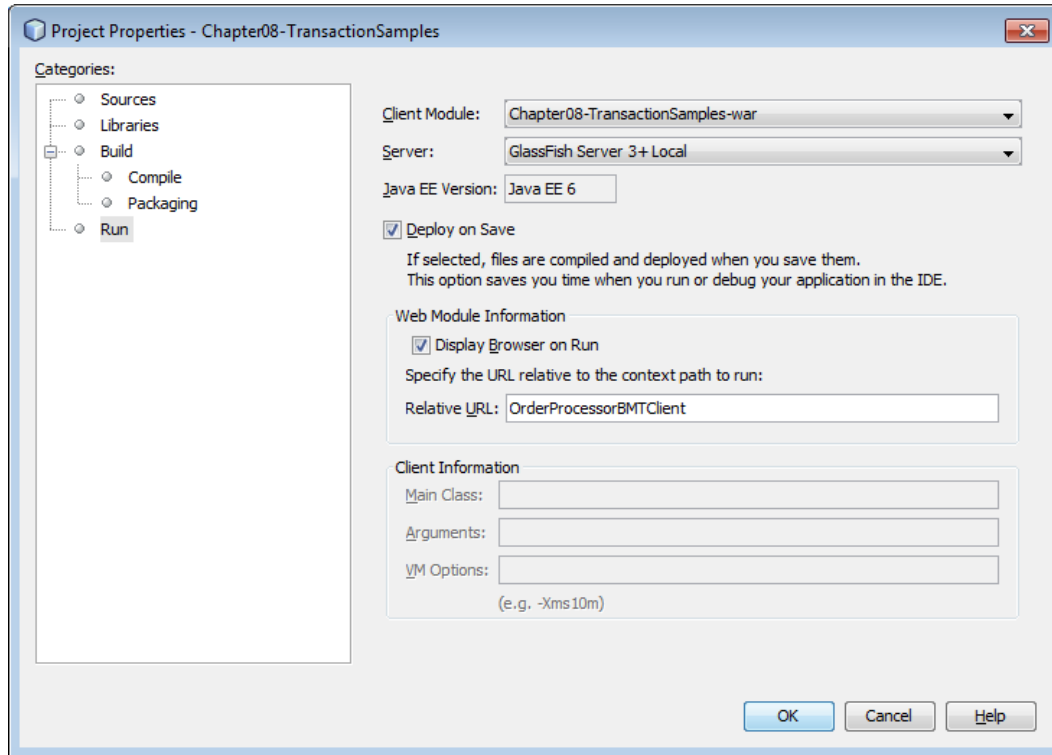 Project Properties - Chapter08-TransactionSamples
Categories:
Sources
Libraries
Build
Compile
Packaging
Run
Client Module: Chapter08-TransactionSamples-war
Server: GlassFish Server 3+ Local
Java EE Version: Java EE 6
Deploy on Save
If selected, files are compiled and deployed when you save them.
This option saves you time when you run or debug your application in the IDE.
Web Module Information
Display Browser on Run
Specify the URL relative to the context path to run:
Relative URL: OrderProcessorBMTClient
Client Information
Main Class:
Arguments:
VM Options:
(e.g. -Xms10m)
OK Cancel Help